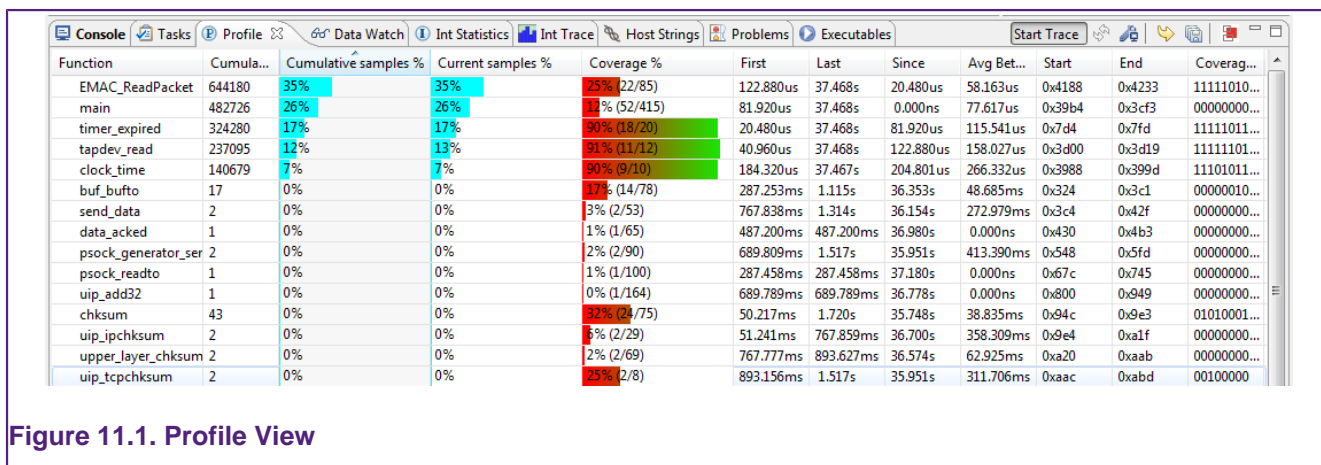 Console Tasks Profile Data Watch Int Statistics Int Trace Host Strings Problems Executables Start Trace
Function Cumula... Cumulative samples % Current samples % Coverage % First Last Since Avg Bet... Start End Coverag...
EMAC_ReadPacket 644180 35% 35% 25% (22/85) 122.880us 37.468s 20.480us 58.163us 0x4188 0x4233 11111010...
main 482726 26% 26% 12% (52/415) 81.920us 37.468s 0.000ns 77.617us 0x39b4 0x3cf3 00000000...
timer_expired 324280 17% 17% 90% (18/20) 20.480us 37.468s 81.920us 115.541us 0x7d4 0x7fd 11111011...
tapdev_read 237095 12% 13% 91% (11/12) 40.960us 37.468s 122.880us 158.027us 0x3d00 0x3d19 11111101...
clock_time 140679 7% 7% 90% (9/10) 184.320us 37.467s 204.801us 266.332us 0x3988 0x399d 11101011...
buf_bufto 17 0% 0% 17% (14/78) 287.253ms 1.115s 36.353s 48.685ms 0x324 0x3c1 00000010...
send_data 2 0% 0% 3% (2/53) 767.838ms 1.314s 36.154s 272.979ms 0x3c4 0x42f 00000000...
data_acked 1 0% 0% 1% (1/65) 487.200ms 487.200ms 36.980s 0.000ns 0x430 0x4b3 00000000...
psock_generator_ser 2 0% 0% 2% (2/90) 689.809ms 1.517s 35.951s 413.390ms 0x548 0x5fd 00000000...
psock_readto 1 0% 0% 1% (1/100) 287.458ms 287.458ms 37.180s 0.000ns 0x67c 0x745 00000000...
uip_add32 1 0% 0% 0% (1/164) 689.789ms 689.789ms 36.778s 0.000ns 0x800 0x949 00000000...
chksum 43 0% 0% 32% (24/75) 50.217ms 1.720s 35.748s 38.835ms 0x94c 0x9e3 01010001...
uip_ipchksum 2 0% 0% 6% (2/29) 51.241ms 767.859ms 36.700s 358.309ms 0x9e4 0xa1f 00000000...
upper_layer_chksum 2 0% 0% 2% (2/69) 767.777ms 893.627ms 36.574s 62.925ms 0xa20 0xaab 00000000...
uip_tcpchksum 2 0% 0% 25% (2/8) 893.156ms 1.517s 35.951s 311.706ms 0xaac 0xabd 00100000
Figure 11.1. Profile View